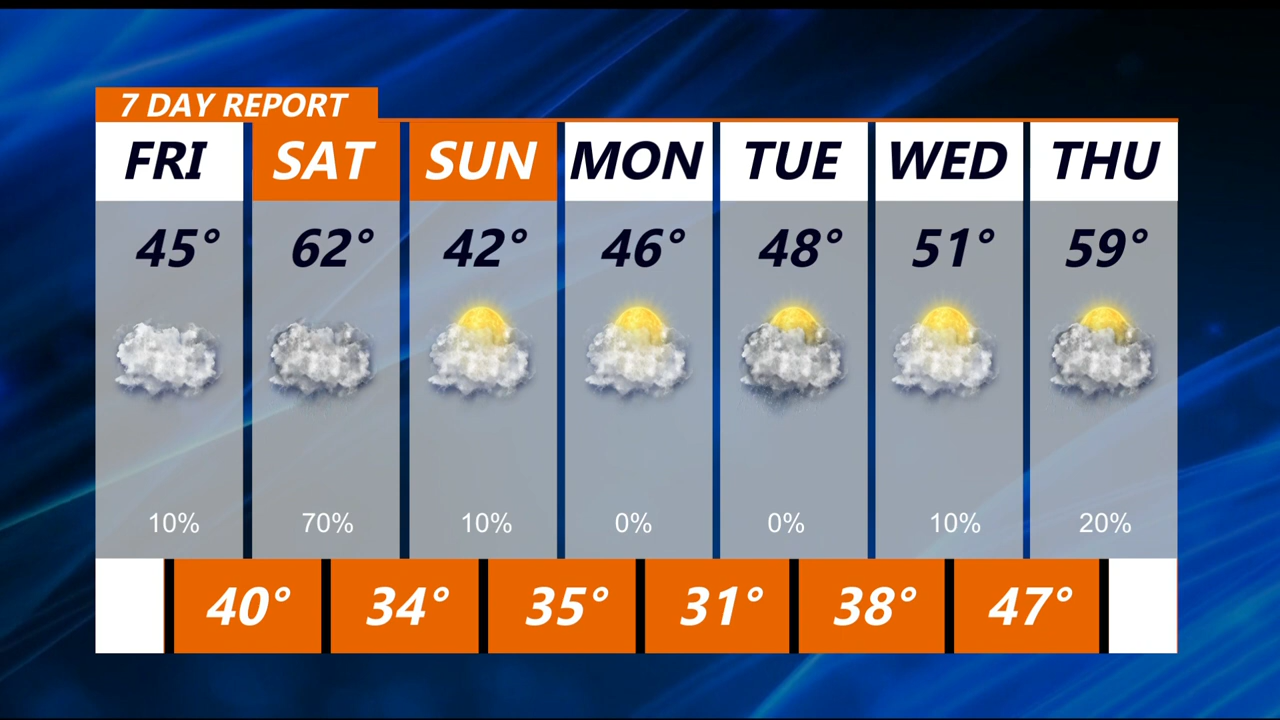 7 DAY REPORT
FRI SAT SUN MON TUE WED THU
45° 62° 42° 46° 48° 51° 59°
10% 70% 10% 0% 0% 10% 20%
40° 34° 35° 31° 38° 47°